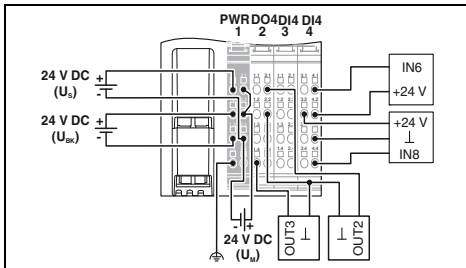 PWR DO4 DI4 DI4
1 2 3 4
24 V DC
(US)
+
-
24 V DC
(UBK)
+
-
IN6
+24 V
+24 V
⊥
IN8
- +
24 V DC
(UM)
OUT3
⊥
⊥
OUT2